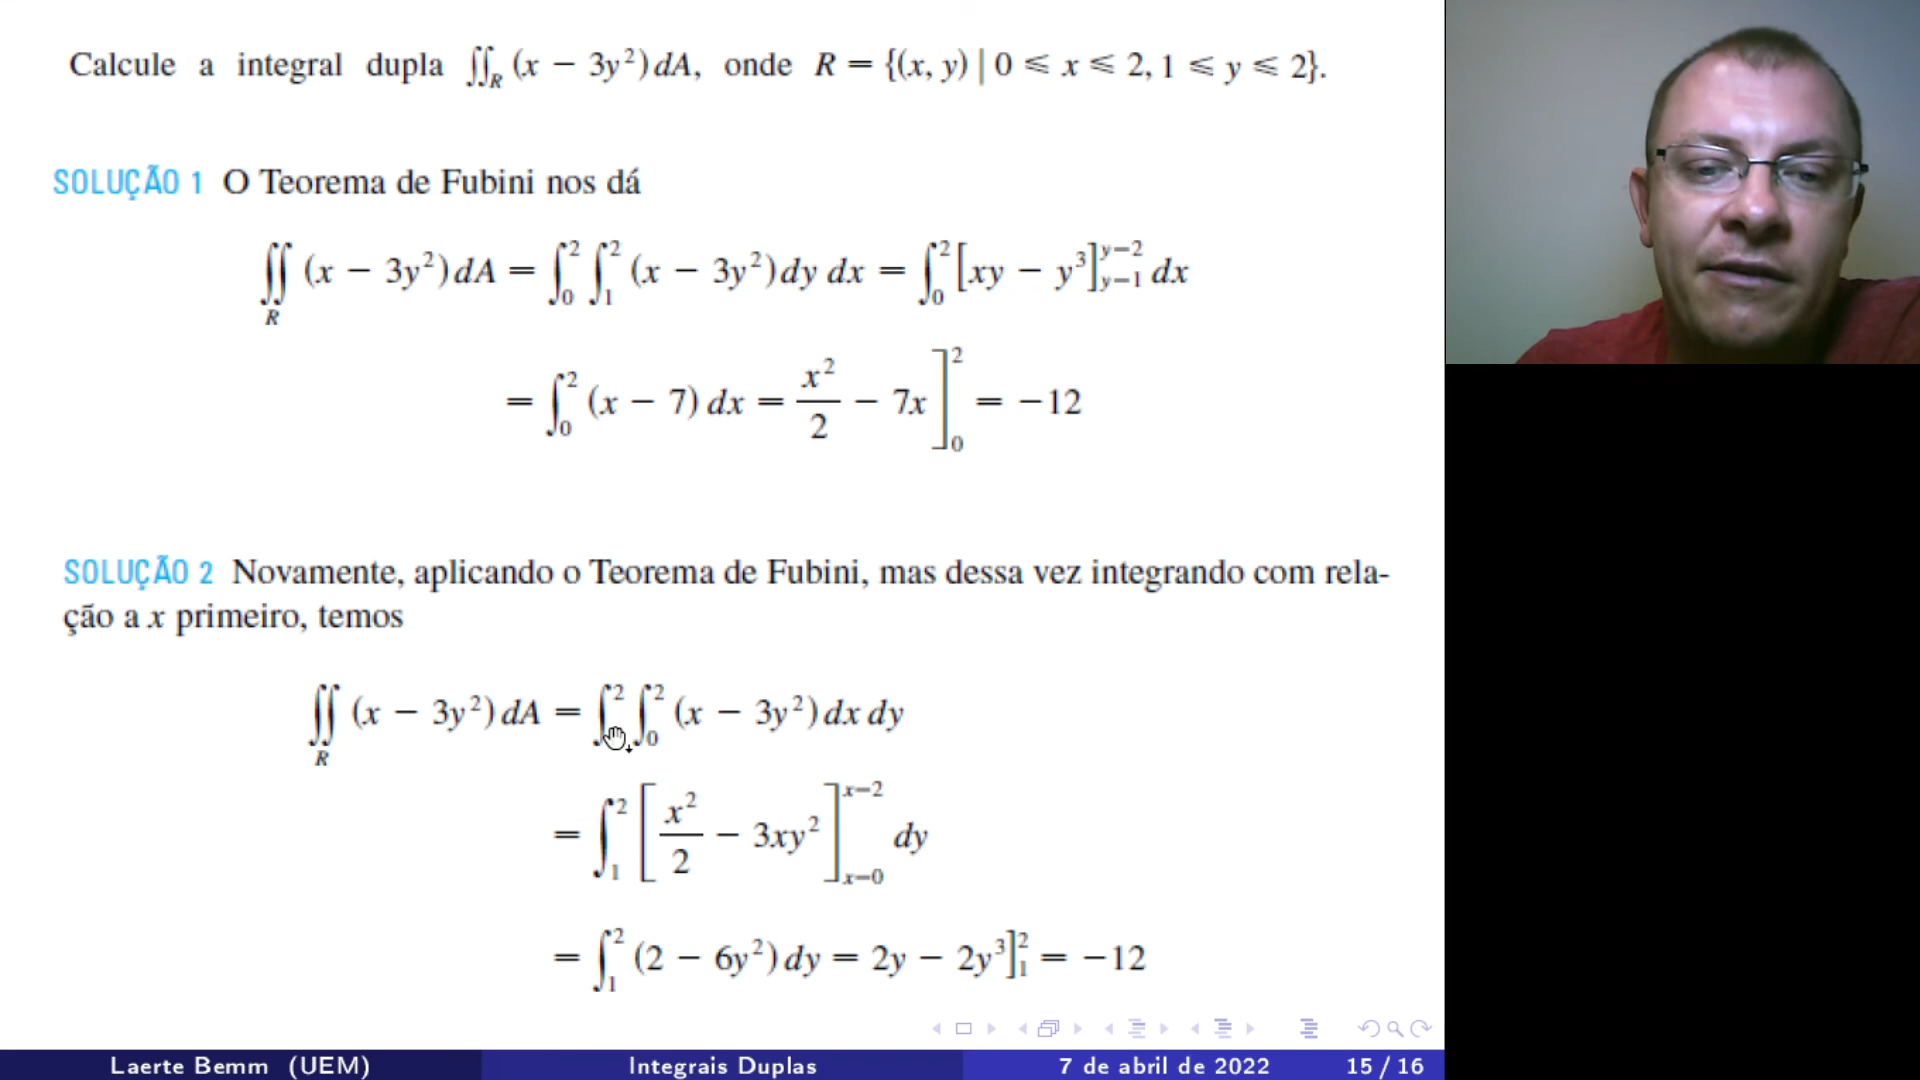 Calcule a integral dupla ∬_R (x − 3y²) dA, onde R = {(x, y) | 0 ⩽ x ⩽ 2, 1 ⩽ y ⩽ 2}.
SOLUÇÃO 1 O Teorema de Fubini nos dá
∬_R (x − 3y²) dA = ∫_0^2 ∫_1^2 (x − 3y²) dy dx = ∫_0^2 [xy − y³]_{y=1}^{y=2} dx
= ∫_0^2 (x − 7) dx = x²/2 − 7x]_0^2 = −12
SOLUÇÃO 2 Novamente, aplicando o Teorema de Fubini, mas dessa vez integrando com rela-
ção a x primeiro, temos
∬_R (x − 3y²) dA = ∫^2 ∫_0^2 (x − 3y²) dx dy
= ∫_1^2 [x²/2 − 3xy²]_{x=0}^{x=2} dy
= ∫_1^2 (2 − 6y²) dy = 2y − 2y³]_1^2 = −12
Laerte Bemm (UEM) Integrais Duplas 7 de abril de 2022 15 / 16